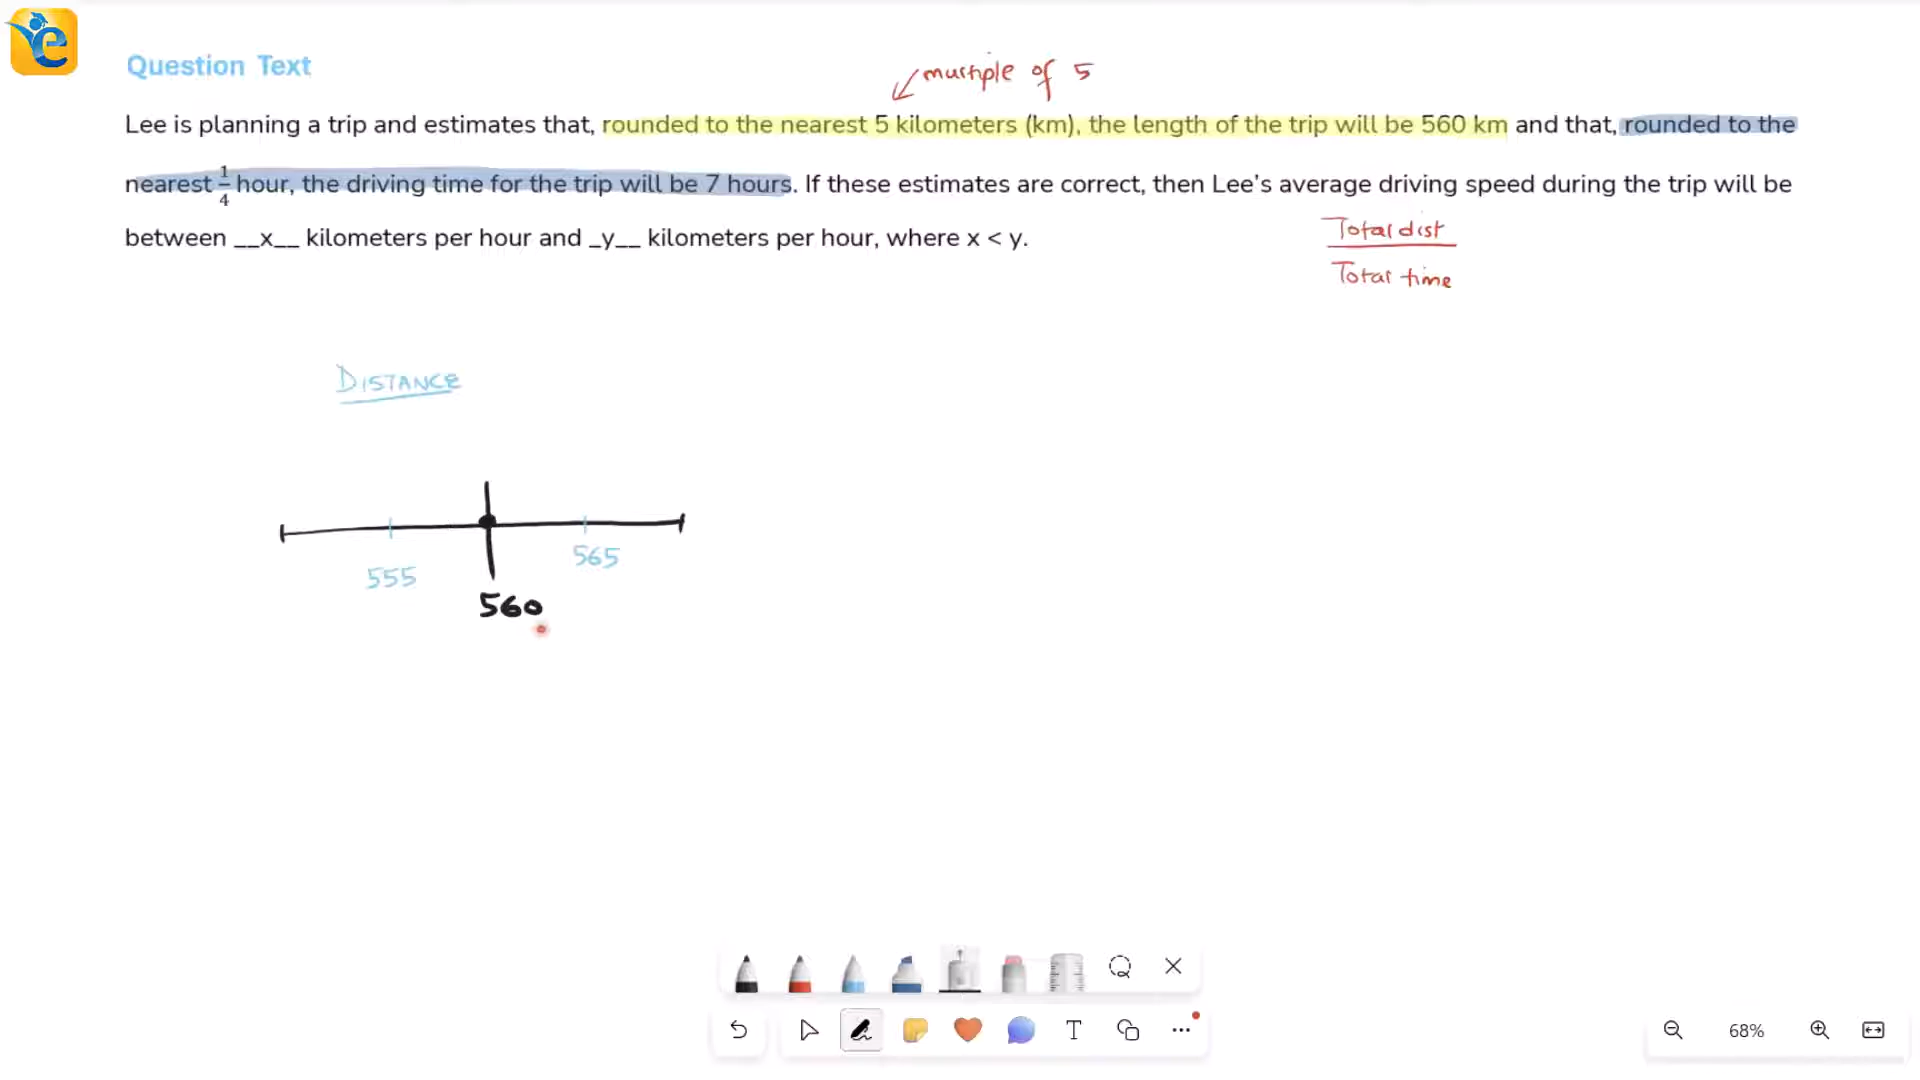 Question Text
multiple of 5
Lee is planning a trip and estimates that, rounded to the nearest 5 kilometers (km), the length of the trip will be 560 km and that, rounded to the
nearest 1/4 hour, the driving time for the trip will be 7 hours. If these estimates are correct, then Lee's average driving speed during the trip will be
between __x__ kilometers per hour and _y__ kilometers per hour, where x < y.
Total dist
Total time
DISTANCE
555
565
560
T
68%